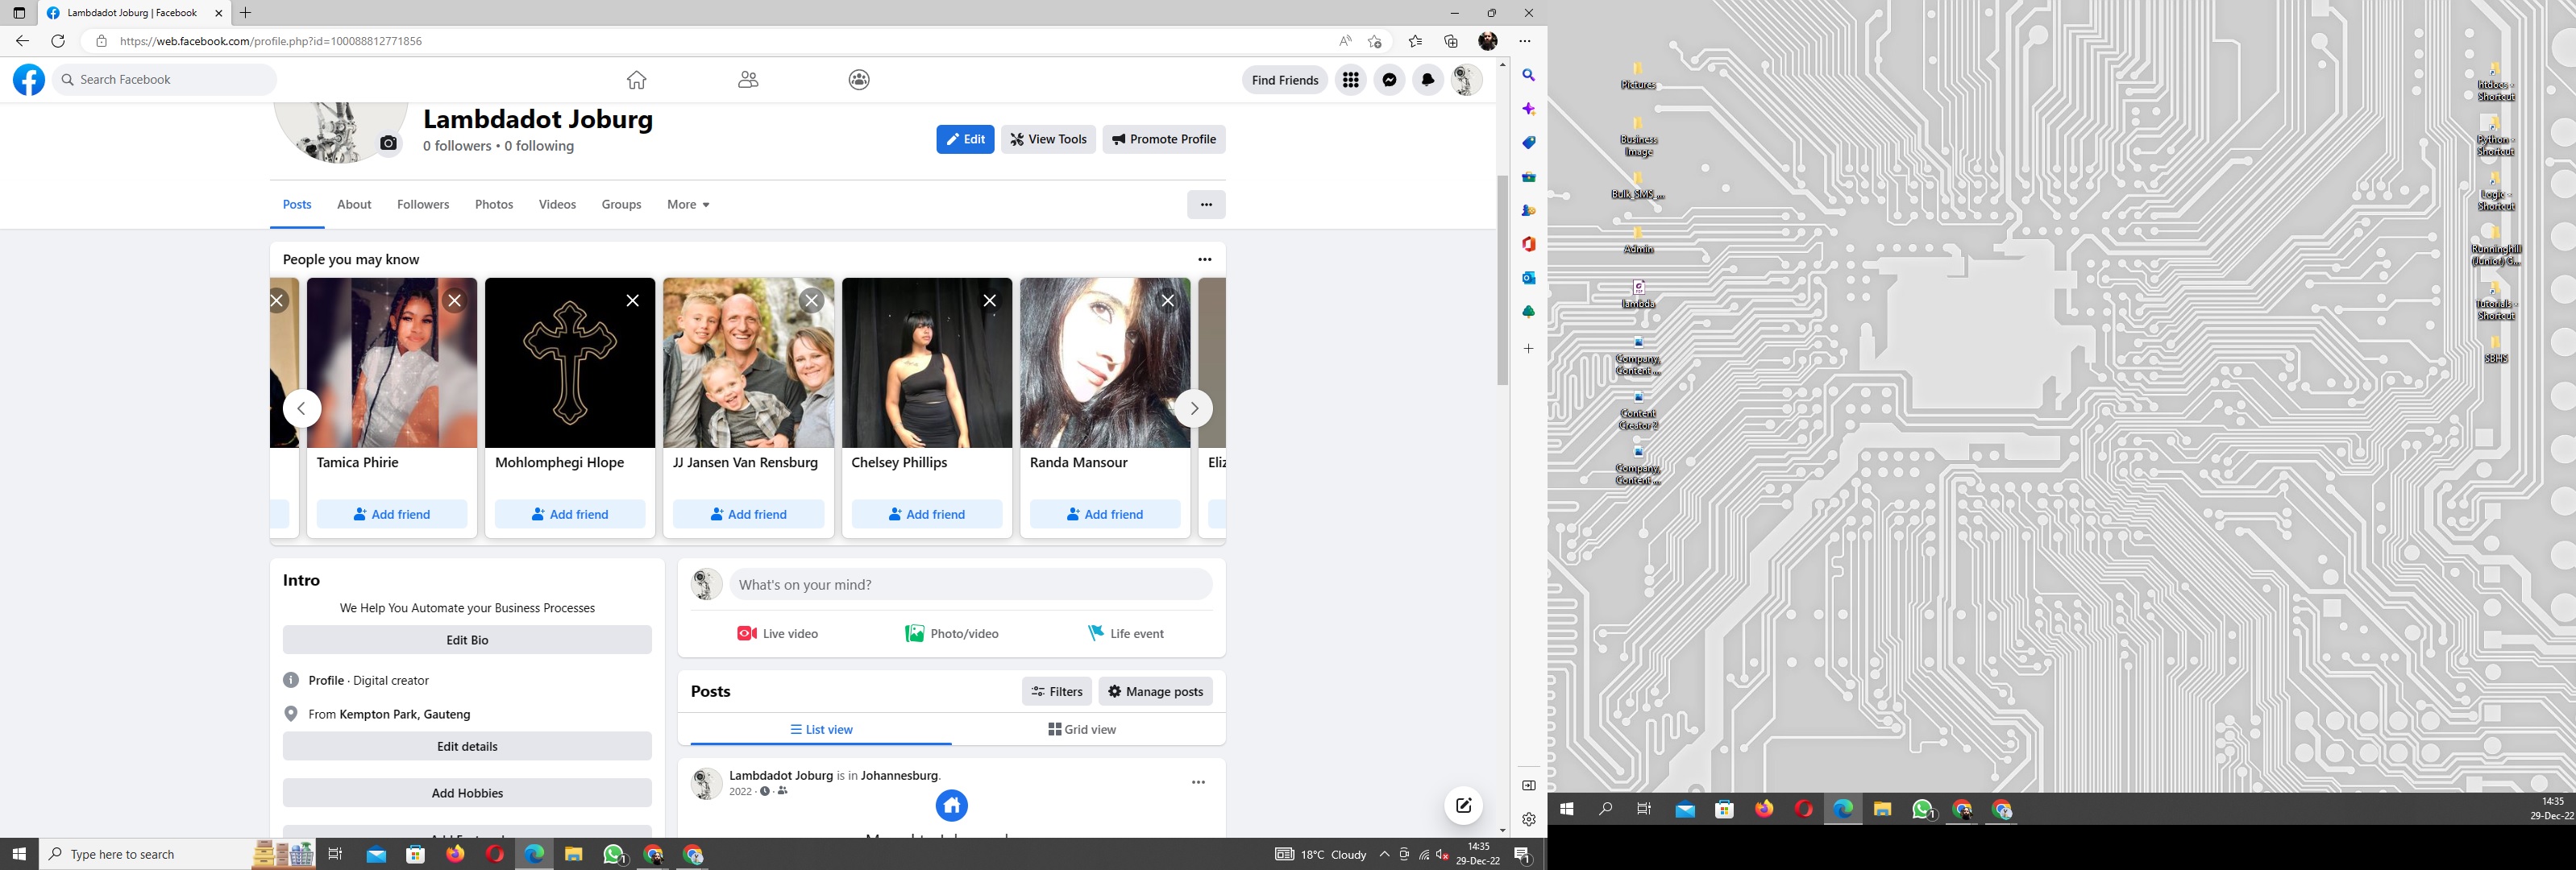 Lambdadot Joburg | Facebook
https://web.facebook.com/profile.php?id=100088812771856
Search Facebook
Find Friends
Lambdadot Joburg
0 followers • 0 following
Edit
View Tools
Promote Profile
Posts
About
Followers
Photos
Videos
Groups
More
People you may know
Tamica Phirie
Mohlomphegi Hlope
JJ Jansen Van Rensburg
Chelsey Phillips
Randa Mansour
Eliz
Add friend
Add friend
Add friend
Add friend
Add friend
Intro
We Help You Automate your Business Processes
Edit Bio
Profile · Digital creator
From Kempton Park, Gauteng
Edit details
Add Hobbies
What's on your mind?
Live video
Photo/video
Life event
Posts
Filters
Manage posts
List view
Grid view
Lambdadot Joburg is in Johannesburg.
2022
Type here to search
1
18°C Cloudy
14:35
29-Dec-22
1
Pictures
Business
Image
Bulk_SMS_...
Admin
lambda
Company,
Content ...
Content
Creator 2
Company,
Content ...
htdocs -
Shortcut
Python -
Shortcut
Logic -
Shortcut
Runninghill
(Junior) G...
Tutorials -
Shortcut
SBHS
1
14:35
29-Dec-22